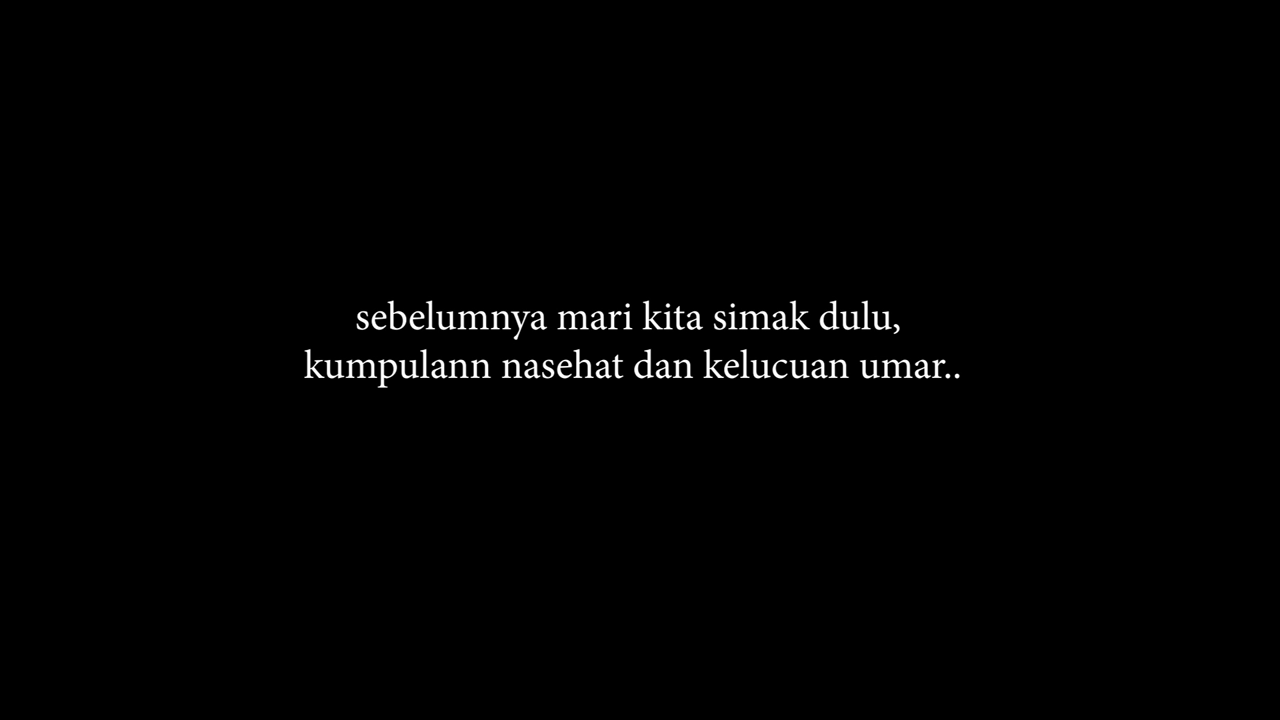 sebelumnya mari kita simak dulu,
kumpulann nasehat dan kelucuan umar..